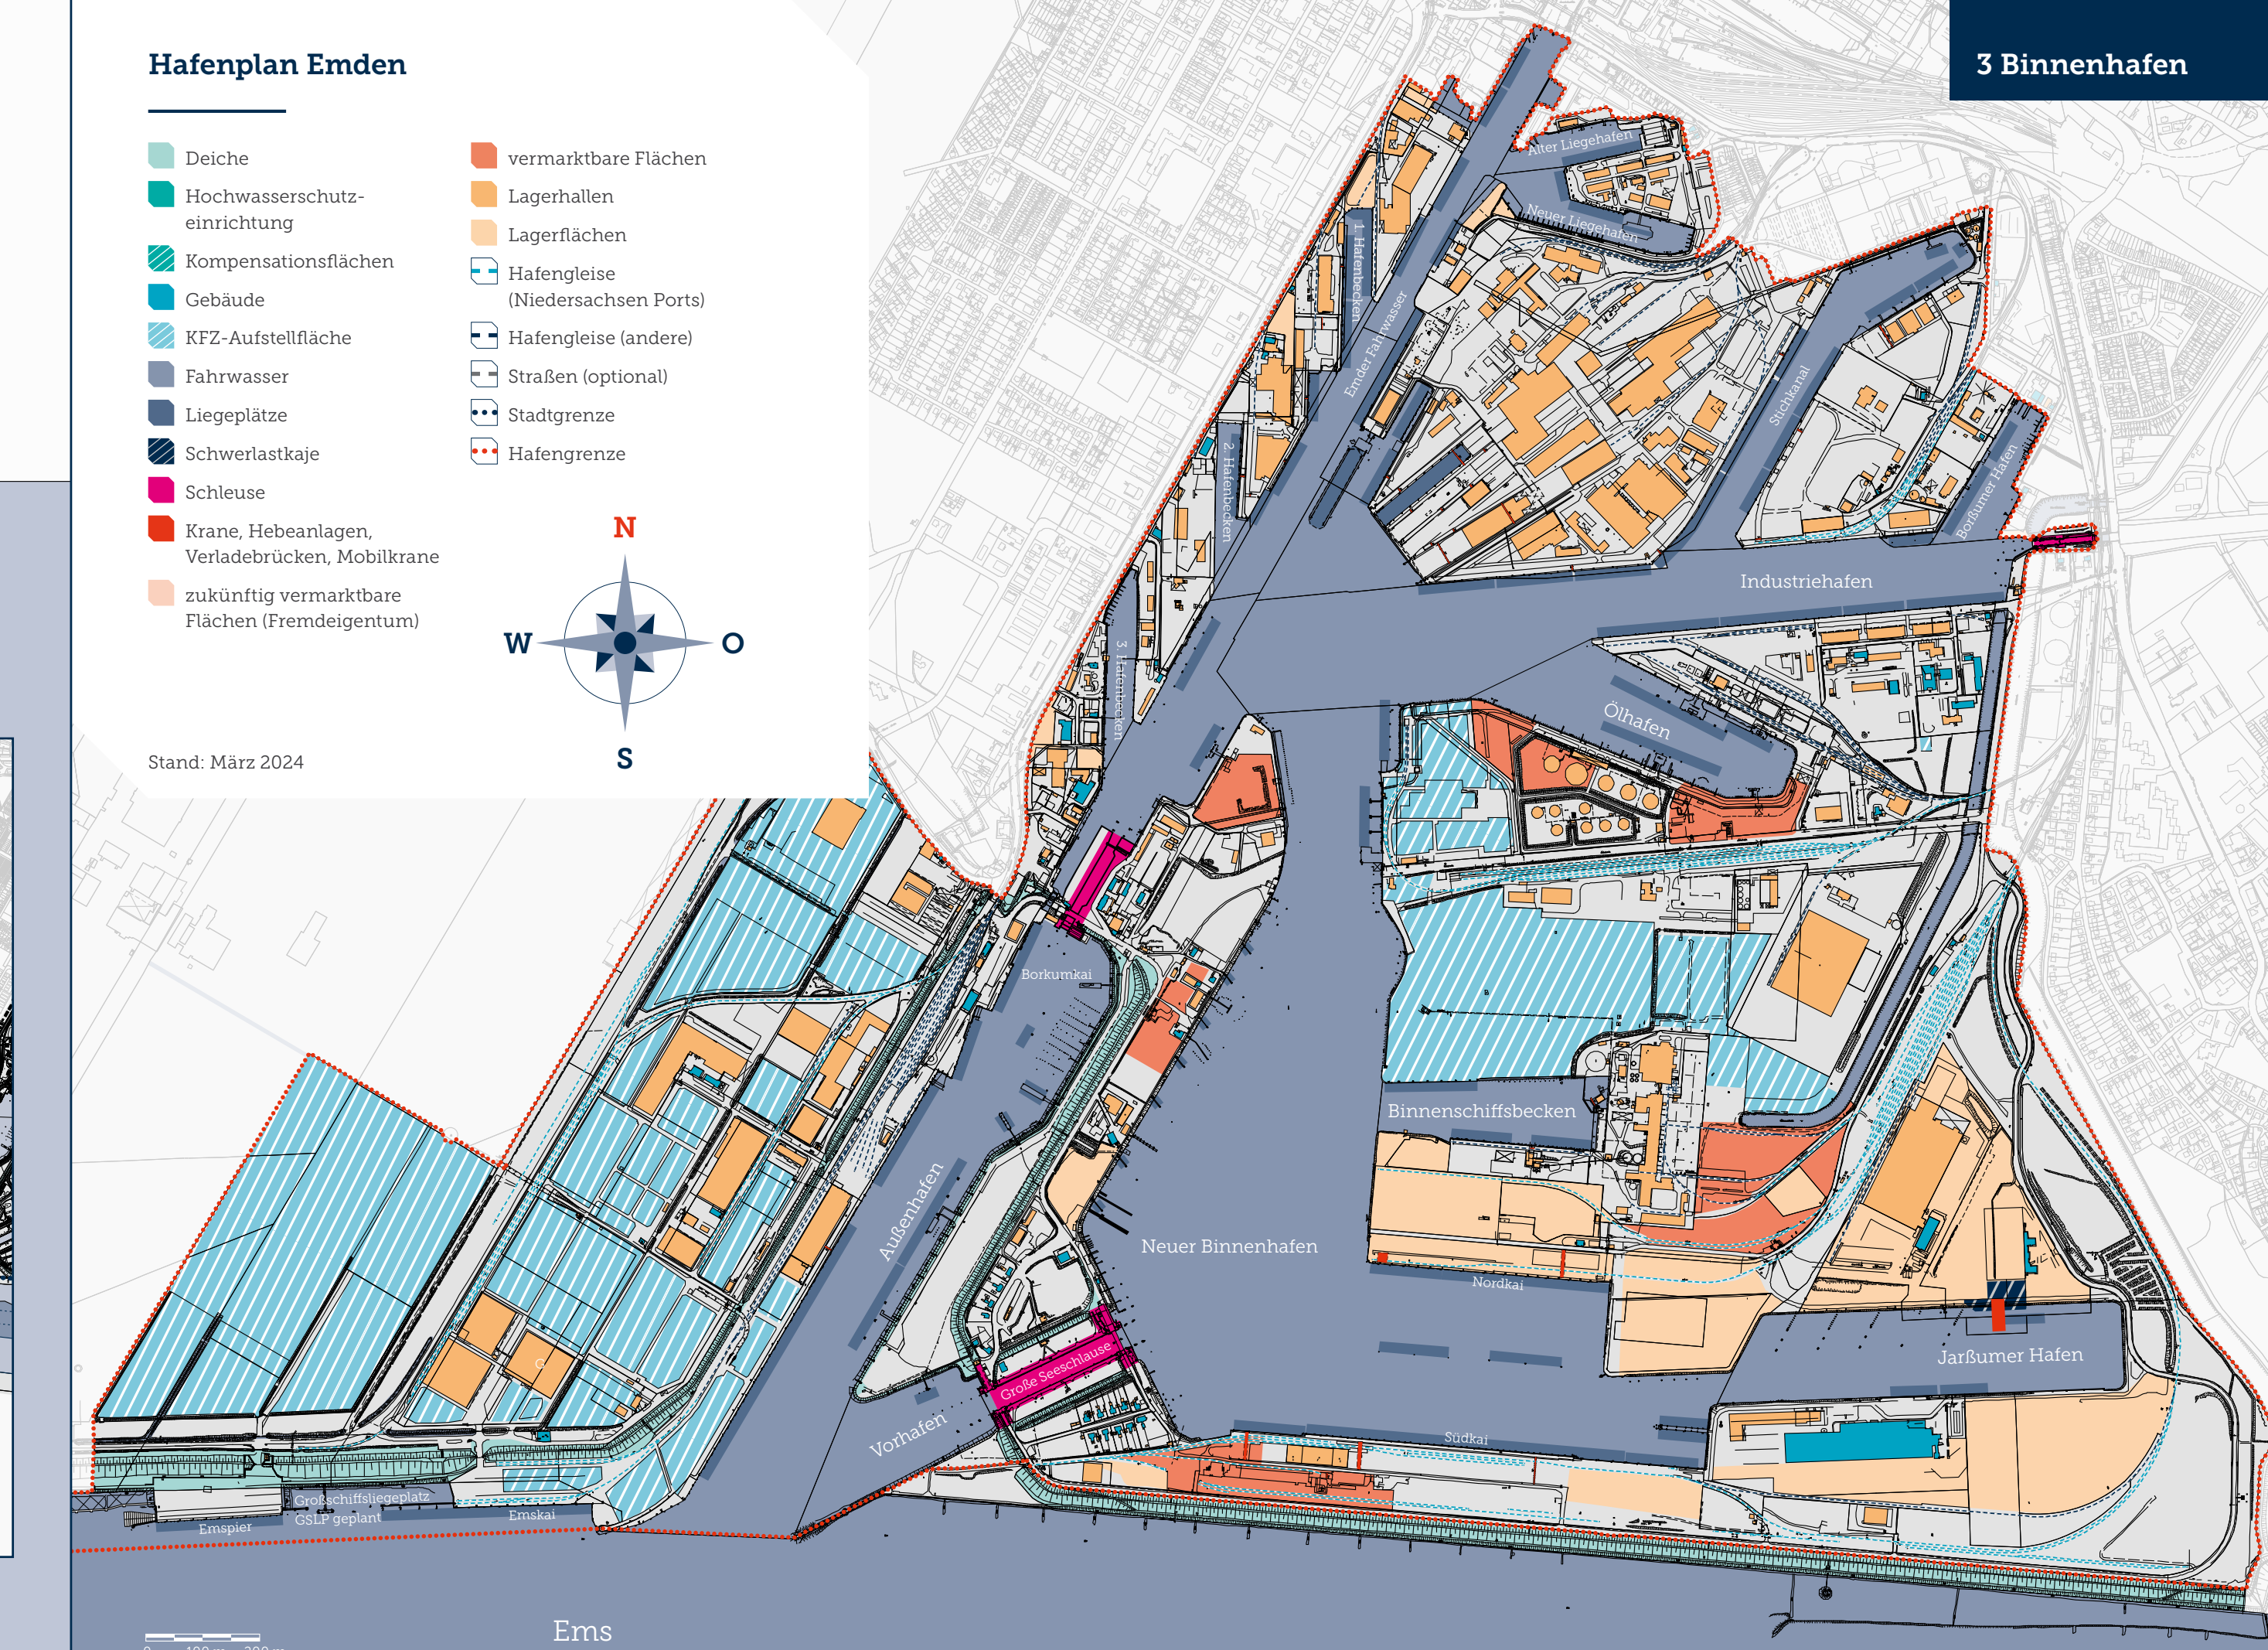 Hafenplan Emden
3 Binnenhafen
Deiche
Hochwasserschutz-
einrichtung
Kompensationsflächen
Gebäude
KFZ-Aufstellfläche
Fahrwasser
Liegeplätze
Schwerlastkaje
Schleuse
Krane, Hebeanlagen,
Verladebrücken, Mobilkrane
zukünftig vermarktbare
Flächen (Fremdeigentum)
vermarktbare Flächen
Lagerhallen
Lagerflächen
Hafengleise
(Niedersachsen Ports)
Hafengleise (andere)
Straßen (optional)
Stadtgrenze
Hafengrenze
N
W
O
S
Stand: März 2024
Alter Liegehafen
Neuer Liegehafen
1. Hafenbecken
Emder Fahrwasser
Stichkanal
2. Hafenbecken
Borßumer Hafen
Industriehafen
3. Hafenbecken
Ölhafen
Borkumkai
Binnenschiffsbecken
Außenhafen
Neuer Binnenhafen
Nordkai
Jarßumer Hafen
Große Seeschlause
G
Vorhafen
Südkai
Großschiffsliegeplatz
GSLP geplant
Emspier
Emskai
Ems